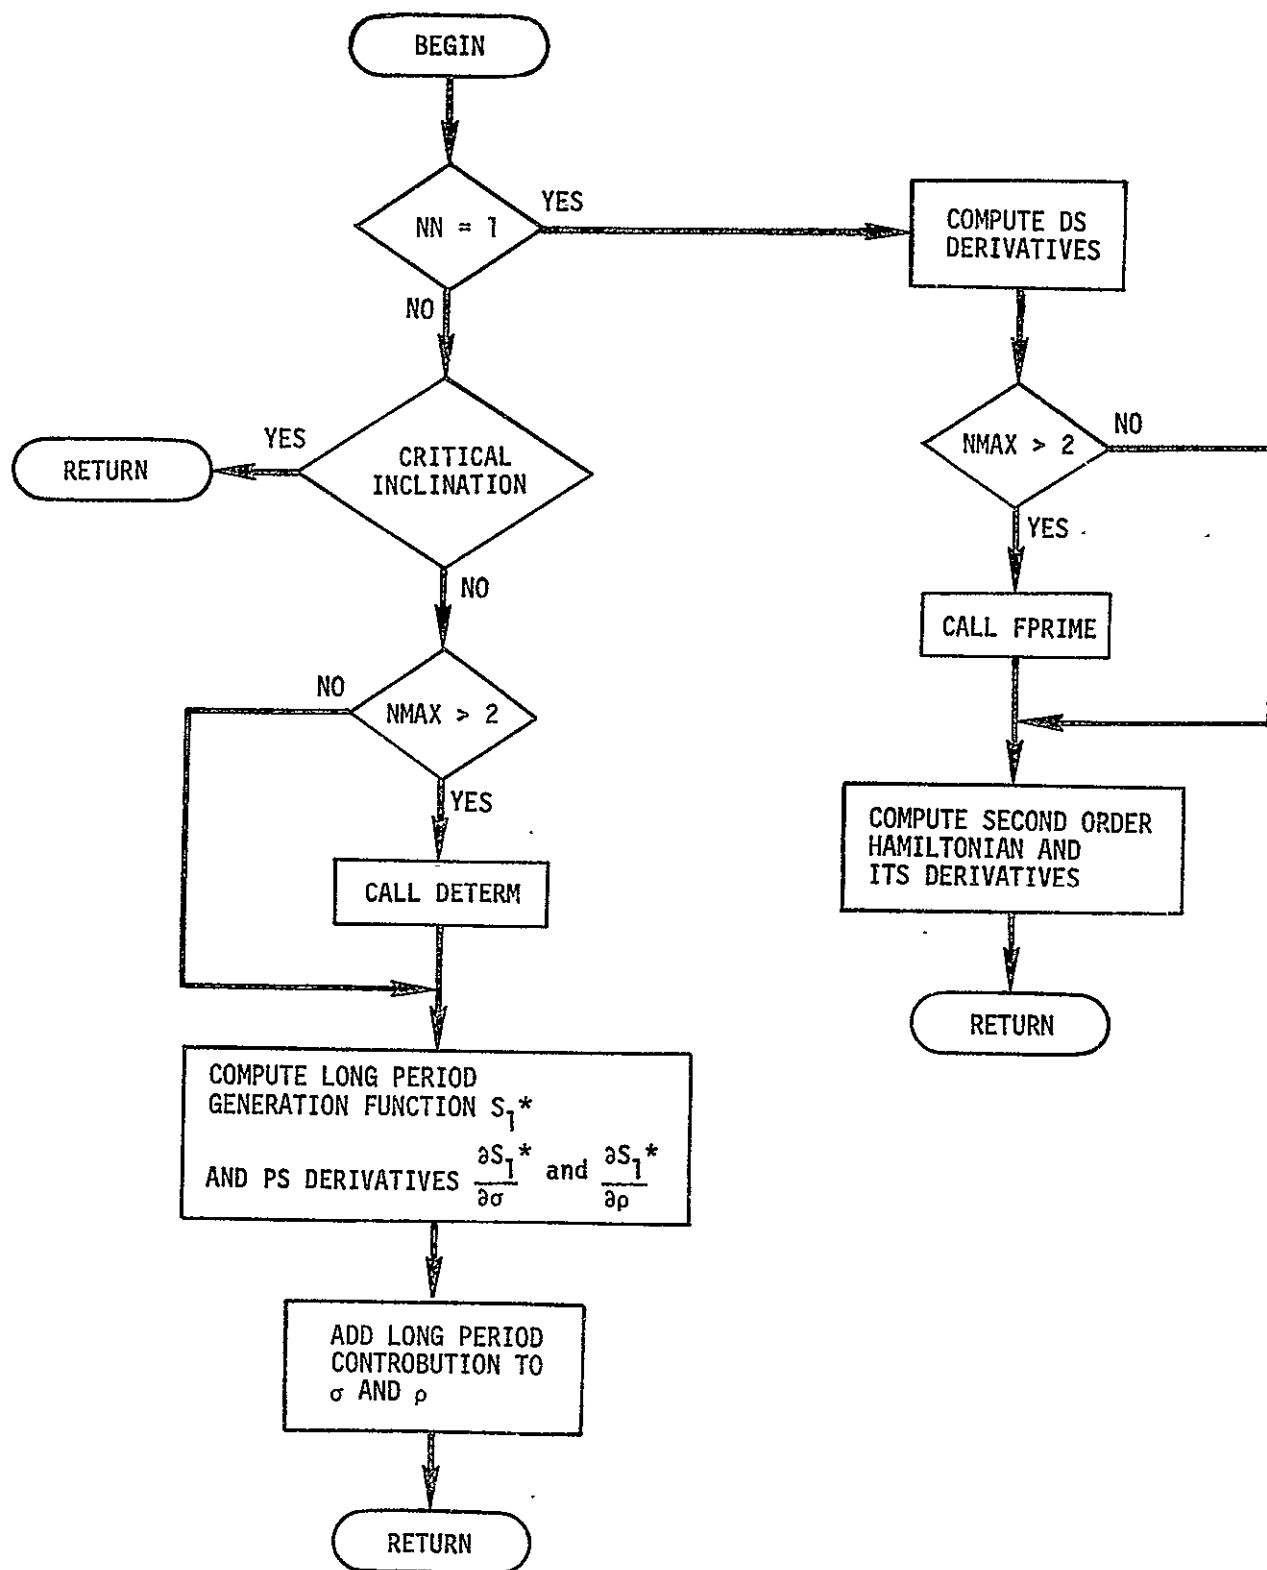 BEGIN
NN = 1
YES
NO
COMPUTE DS
DERIVATIVES
NMAX > 2
NO
YES
CALL FPRIME
COMPUTE SECOND ORDER
HAMILTONIAN AND
ITS DERIVATIVES
RETURN
CRITICAL
INCLINATION
YES
RETURN
NO
NMAX > 2
NO
YES
CALL DETERM
COMPUTE LONG PERIOD
GENERATION FUNCTION S₁*
AND PS DERIVATIVES ∂S₁*/∂σ and ∂S₁*/∂ρ
ADD LONG PERIOD
CONTROBUTION TO
σ AND ρ
RETURN